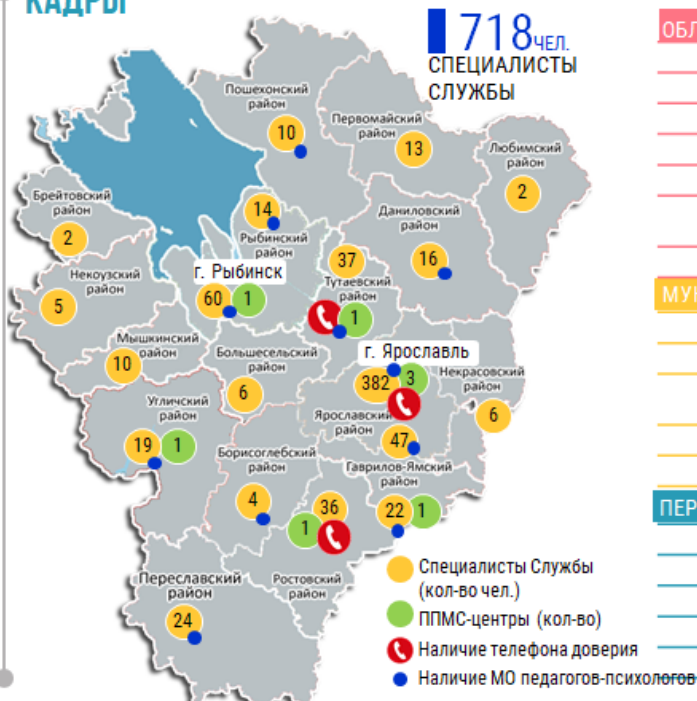 КАДРЫ
718 ЧЕЛ.
СПЕЦИАЛИСТЫ
СЛУЖБЫ
ОБЛ
Пошехонский
район
10
Первомайский
район
13
Любимский
район
2
Брейтовский
район
2
14
Рыбинский
район
Даниловский
район
16
г. Рыбинск
60
1
37
Тутаевский
район
1
Некоузский
район
5
МУН
Мышкинский
район
10
Большесельский
район
6
г. Ярославль
382
3
Некрасовский
район
6
Угличский
район
19
1
Ярославский
район
47
Борисоглебский
район
4
Гаврилов-Ямский
район
22
1
36
1
Ростовский
район
ПЕР
Переславский
район
24
Специалисты Службы
(кол-во чел.)
ППМС-центры (кол-во)
Наличие телефона доверия
Наличие МО педагогов-психологов